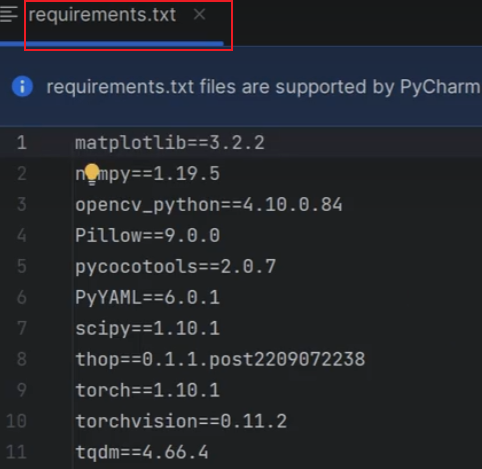 requirements.txt
requirements.txt files are supported by PyCharm
1 matplotlib==3.2.2
2 numpy==1.19.5
3 opencv_python==4.10.0.84
4 Pillow==9.0.0
5 pycocotools==2.0.7
6 PyYAML==6.0.1
7 scipy==1.10.1
8 thop==0.1.1.post2209072238
9 torch==1.10.1
10 torchvision==0.11.2
11 tqdm==4.66.4